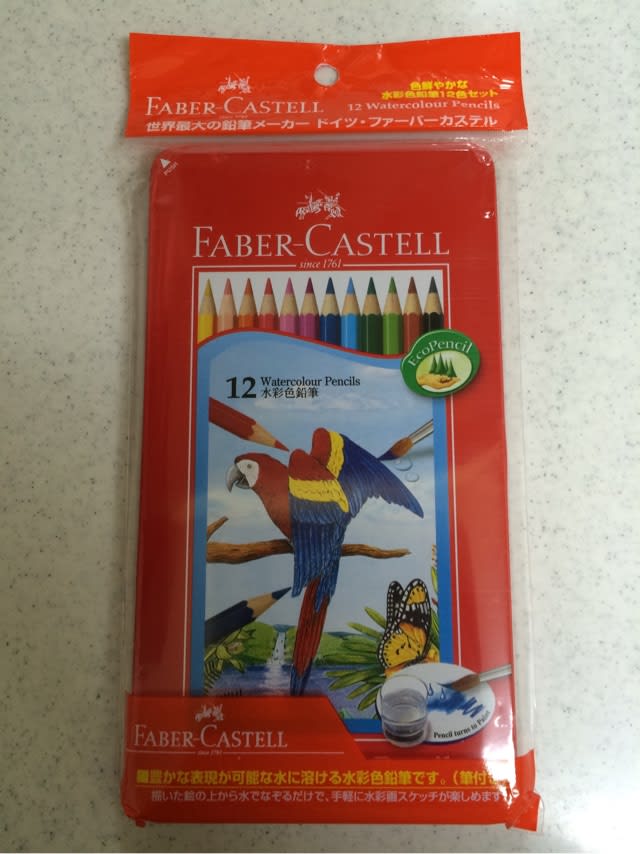 FABER-CASTELL
since 1761
世界最大の鉛筆メーカー ドイツ・ファーバーカステル
色鮮やかな
水彩色鉛筆12色セット
12 Watercolour Pencils
PUSH
FABER-CASTELL
since 1761
EcoPencil
12 Watercolour Pencils
水彩色鉛筆
Pencil turns to Paint
FABER-CASTELL
since 1761
豊かな表現が可能な水に溶ける水彩色鉛筆です。(筆付き
描いた絵の上から水でなぞるだけで、手軽に水彩画スケッチが楽しめます